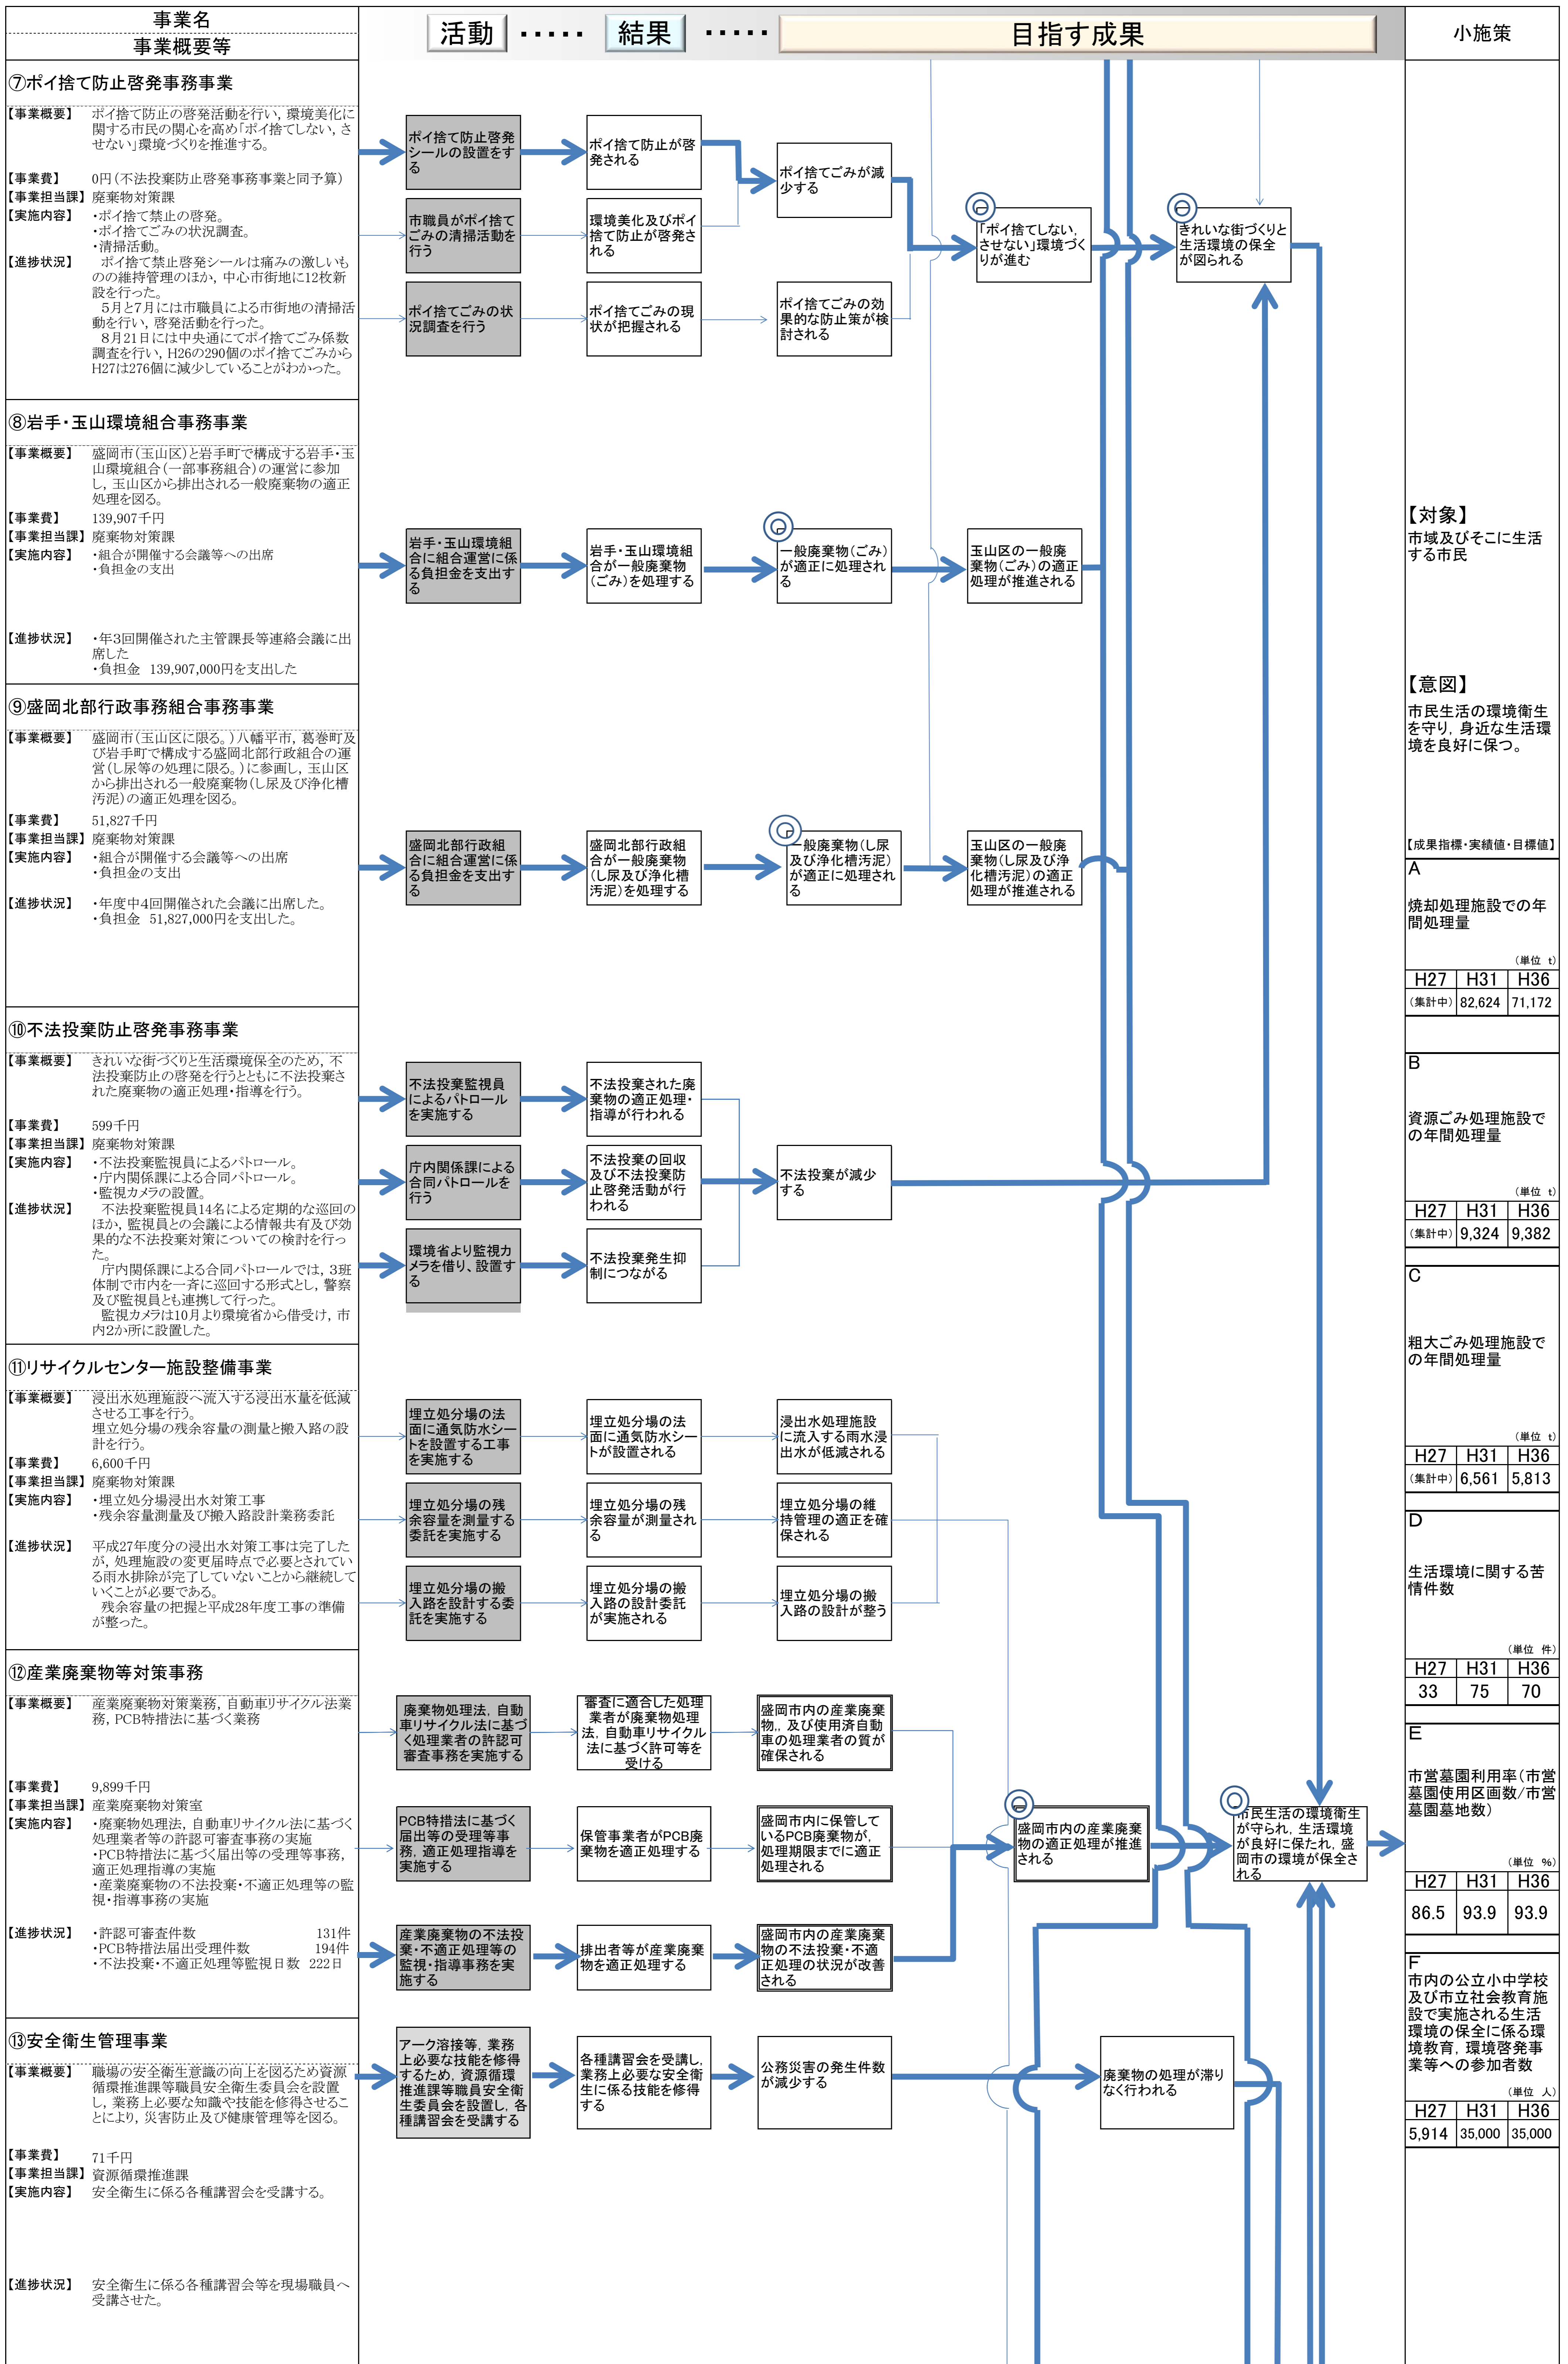 事業名
事業概要等
活動 ・・・・・ 結果 ・・・・・ 目指す成果
小施策
⑦ポイ捨て防止啓発事務事業
【事業概要】 ポイ捨て防止の啓発活動を行い，環境美化に
関する市民の関心を高め「ポイ捨てしない，さ
せない」環境づくりを推進する。
【事業費】 0円（不法投棄防止啓発事務事業と同予算）
【事業担当課】 廃棄物対策課
【実施内容】 ・ポイ捨て禁止の啓発。
・ポイ捨てごみの状況調査。
・清掃活動。
【進捗状況】 ポイ捨て禁止啓発シールは痛みの激しいも
のの維持管理のほか，中心市街地に12枚新
設を行った。
５月と７月には市職員による市街地の清掃活
動を行い，啓発活動を行った。
８月21日には中央通にてポイ捨てごみ係数
調査を行い，H26の290個のポイ捨てごみから
H27は276個に減少していることがわかった。
ポイ捨て防止啓発
シールの設置をす
る
ポイ捨て防止が啓
発される
ポイ捨てごみが減
少する
市職員がポイ捨て
ごみの清掃活動を
行う
環境美化及びポイ
捨て防止が啓発さ
れる
ポイ捨てごみの状
況調査を行う
ポイ捨てごみの現
状が把握される
ポイ捨てごみの効
果的な防止策が検
討される
「ポイ捨てしない，
させない」環境づく
りが進む
きれいな街づくりと
生活環境の保全
が図られる
⑧岩手・玉山環境組合事務事業
【事業概要】 盛岡市（玉山区）と岩手町で構成する岩手・玉
山環境組合（一部事務組合）の運営に参加
し，玉山区から排出される一般廃棄物の適正
処理を図る。
【事業費】 139,907千円
【事業担当課】 廃棄物対策課
【実施内容】 ・組合が開催する会議等への出席
・負担金の支出
【進捗状況】 ・年３回開催された主管課長等連絡会議に出
席した
・負担金　139,907,000円を支出した
岩手・玉山環境組
合に組合運営に係
る負担金を支出す
る
岩手・玉山環境組
合が一般廃棄物
（ごみ）を処理する
一般廃棄物（ごみ）
が適正に処理され
る
玉山区の一般廃
棄物（ごみ）の適正
処理が推進される
⑨盛岡北部行政事務組合事務事業
【事業概要】 盛岡市（玉山区に限る。）八幡平市，葛巻町及
び岩手町で構成する盛岡北部行政組合の運
営（し尿等の処理に限る。）に参画し，玉山区
から排出される一般廃棄物（し尿及び浄化槽
汚泥）の適正処理を図る。
【事業費】 51,827千円
【事業担当課】 廃棄物対策課
【実施内容】 ・組合が開催する会議等への出席
・負担金の支出
【進捗状況】 ・年度中４回開催された会議に出席した。
・負担金　51,827,000円を支出した。
盛岡北部行政組
合に組合運営に係
る負担金を支出す
る
盛岡北部行政組
合が一般廃棄物
（し尿及び浄化槽
汚泥）を処理する
一般廃棄物（し尿
及び浄化槽汚泥）
が適正に処理され
る
玉山区の一般廃
棄物（し尿及び浄
化槽汚泥）の適正
処理が推進される
⑩不法投棄防止啓発事務事業
【事業概要】 きれいな街づくりと生活環境保全のため，不
法投棄防止の啓発を行うとともに不法投棄さ
れた廃棄物の適正処理・指導を行う。
【事業費】 599千円
【事業担当課】 廃棄物対策課
【実施内容】 ・不法投棄監視員によるパトロール。
・庁内関係課による合同パトロール。
・監視カメラの設置。
【進捗状況】 不法投棄監視員14名による定期的な巡回の
ほか，監視員との会議による情報共有及び効
果的な不法投棄対策についての検討を行っ
た。
庁内関係課による合同パトロールでは，３班
体制で市内を一斉に巡回する形式とし，警察
及び監視員とも連携して行った。
監視カメラは10月より環境省から借受け，市
内２か所に設置した。
不法投棄監視員
によるパトロール
を実施する
不法投棄された廃
棄物の適正処理・
指導が行われる
庁内関係課による
合同パトロールを
行う
不法投棄の回収
及び不法投棄防
止啓発活動が行
われる
不法投棄が減少
する
環境省より監視カ
メラを借り、設置す
る
不法投棄発生抑
制につながる
⑪リサイクルセンター施設整備事業
【事業概要】 浸出水処理施設へ流入する浸出水量を低減
させる工事を行う。
埋立処分場の残余容量の測量と搬入路の設
計を行う。
【事業費】 6,600千円
【事業担当課】 廃棄物対策課
【実施内容】 ・埋立処分場浸出水対策工事
・残余容量測量及び搬入路設計業務委託
【進捗状況】 平成27年度分の浸出水対策工事は完了した
が，処理施設の変更届時点で必要とされてい
る雨水排除が完了していないことから継続して
いくことが必要である。
残余容量の把握と平成28年度工事の準備
が整った。
埋立処分場の法
面に通気防水シー
トを設置する工事
を実施する
埋立処分場の法
面に通気防水シー
トが設置される
浸出水処理施設
に流入する雨水浸
出水が低減される
埋立処分場の残
余容量を測量する
委託を実施する
埋立処分場の残
余容量が測量され
る
埋立処分場の維
持管理の適正を確
保される
埋立処分場の搬
入路を設計する委
託を実施する
埋立処分場の搬
入路の設計委託
が実施される
埋立処分場の搬
入路の設計が整う
⑫産業廃棄物等対策事務
【事業概要】 産業廃棄物対策業務，自動車リサイクル法業
務，PCB特措法に基づく業務
【事業費】 9,899千円
【事業担当課】 産業廃棄物対策室
【実施内容】 ・廃棄物処理法，自動車リサイクル法に基づく
処理業者等の許認可審査事務の実施
・PCB特措法に基づく届出等の受理等事務，
適正処理指導の実施
・産業廃棄物の不法投棄・不適正処理等の監
視・指導事務の実施
【進捗状況】 ・許認可審査件数　131件
・PCB特措法届出受理件数　194件
・不法投棄・不適正処理等監視日数　222日
廃棄物処理法，自動
車リサイクル法に基づ
く処理業者の許認可
審査事務を実施する
審査に適合した処理
業者が廃棄物処理
法，自動車リサイクル
法に基づく許可等を
受ける
盛岡市内の産業廃棄
物,，及び使用済自動
車の処理業者の質が
確保される
PCB特措法に基づく
届出等の受理等事
務，適正処理指導を
実施する
保管事業者がPCB廃
棄物を適正処理する
盛岡市内に保管して
いるPCB廃棄物が，
処理期限までに適正
処理される
産業廃棄物の不法投
棄・不適正処理等の
監視・指導事務を実
施する
排出者等が産業廃棄
物を適正処理する
盛岡市内の産業廃棄
物の不法投棄・不適
正処理の状況が改善
される
盛岡市内の産業廃棄
物の適正処理が推進
される
市民生活の環境衛生
が守られ，生活環境
が良好に保たれ，盛
岡市の環境が保全さ
れる
⑬安全衛生管理事業
【事業概要】 職場の安全衛生意識の向上を図るため資源
循環推進課等職員安全衛生委員会を設置
し，業務上必要な知識や技能を修得させるこ
とにより，災害防止及び健康管理等を図る。
【事業費】 71千円
【事業担当課】 資源循環推進課
【実施内容】 安全衛生に係る各種講習会を受講する。
【進捗状況】 安全衛生に係る各種講習会等を現場職員へ
受講させた。
アーク溶接等，業務
上必要な技能を修得
するため，資源循環
推進課等職員安全衛
生委員会を設置し，各
種講習会を受講する
各種講習会を受講し，
業務上必要な安全衛
生に係る技能を修得
する
公務災害の発生件数
が減少する
廃棄物の処理が滞り
なく行われる
【対象】
市域及びそこに生活
する市民
【意図】
市民生活の環境衛生
を守り，身近な生活環
境を良好に保つ。
【成果指標・実績値・目標値】
A
焼却処理施設での年
間処理量
（単位　t）
H27 H31 H36
（集計中） 82,624 71,172
B
資源ごみ処理施設で
の年間処理量
（単位　t）
H27 H31 H36
（集計中） 9,324 9,382
C
粗大ごみ処理施設で
の年間処理量
（単位　t）
H27 H31 H36
（集計中） 6,561 5,813
D
生活環境に関する苦
情件数
（単位　件）
H27 H31 H36
33 75 70
E
市営墓園利用率（市営
墓園使用区画数/市営
墓園墓地数）
（単位　%）
H27 H31 H36
86.5 93.9 93.9
F
市内の公立小中学校
及び市立社会教育施
設で実施される生活
環境の保全に係る環
境教育，環境啓発事
業等への参加者数
（単位　人）
H27 H31 H36
5,914 35,000 35,000